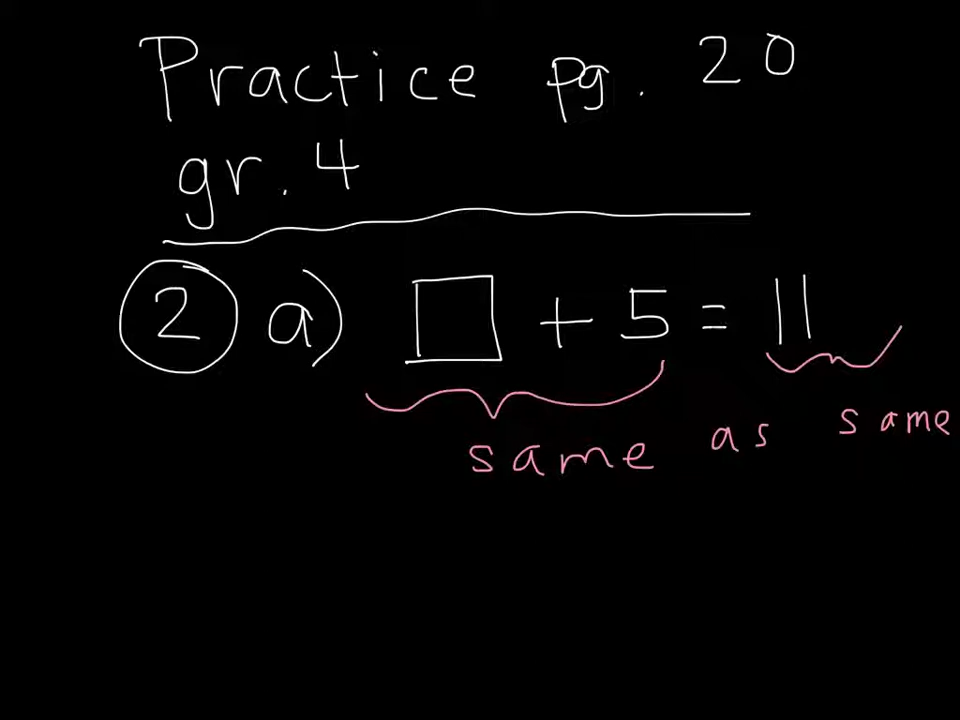 Practice pg. 20
gr. 4
2 a) □ + 5 = 11
same as same